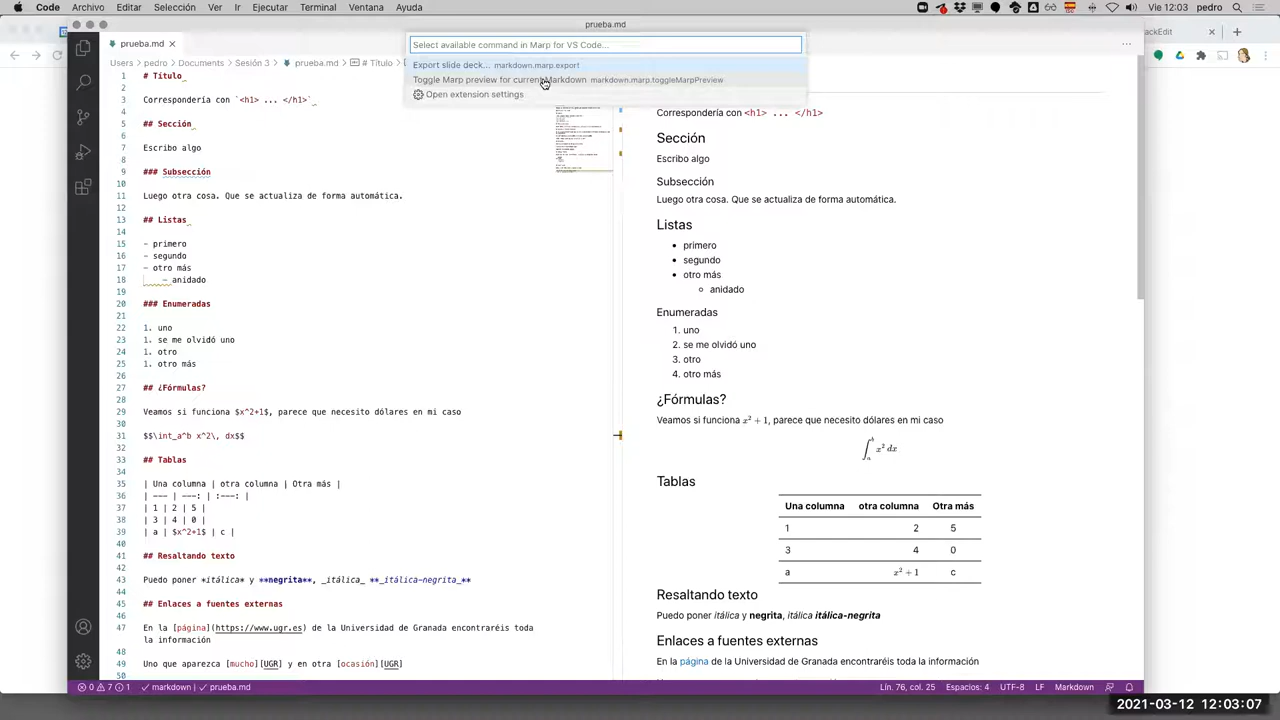 Code Archivo Editar Selección Ver Ir Ejecutar Terminal Ventana Ayuda
Vie 12:03 pedro
prueba.md
prueba.md
Select available command in Marp for VS Code...
Export slide deck... markdown.marp.export
Toggle Marp preview for current Markdown markdown.marp.toggleMarpPreview
Open extension settings
Users > pedro > Documents > Sesión 3 > prueba.md > # Título
1 # Título
2
3 Correspondería con `<h1> ... </h1>`
4
5 ## Sección
6
7 Escribo algo
8
9 ### Subsección
10
11 Luego otra cosa. Que se actualiza de forma automática.
12
13 ## Listas
14
15 - primero
16 - segundo
17 - otro más
18 - anidado
19
20 ### Enumeradas
21
22 1. uno
23 1. se me olvidó uno
24 1. otro
25 1. otro más
26
27 ## ¿Fórmulas?
28
29 Veamos si funciona $x^2+1$, parece que necesito dólares en mi caso
30
31 $$\int_a^b x^2\, dx$$
32
33 ## Tablas
34
35 | Una columna | otra columna | Otra más |
36 | --- | ---: | :---: |
37 | 1 | 2 | 5 |
38 | 3 | 4 | 0 |
39 | a | $x^2+1$ | c |
40
41 ## Resaltando texto
42
43 Puedo poner *itálica* y **negrita**, _itálica_ **_itálica-negrita_**
44
45 ## Enlaces a fuentes externas
46
47 En la [página](https://www.ugr.es) de la Universidad de Granada encontraréis toda
la información
48
49 Uno que aparezca [mucho][UGR] y en otra [ocasión][UGR]
50
Correspondería con <h1> ... </h1>
Sección
Escribo algo
Subsección
Luego otra cosa. Que se actualiza de forma automática.
Listas
• primero
• segundo
• otro más
◦ anidado
Enumeradas
1. uno
2. se me olvidó uno
3. otro
4. otro más
¿Fórmulas?
Veamos si funciona x² + 1, parece que necesito dólares en mi caso
∫ₐᵇ x² dx
Tablas
Una columna otra columna Otra más
1 2 5
3 4 0
a x² + 1 c
Resaltando texto
Puedo poner itálica y negrita, itálica itálica-negrita
Enlaces a fuentes externas
En la página de la Universidad de Granada encontraréis toda la información
0 7 1 markdown | prueba.md
Lín. 76, col. 25 Espacios: 4 UTF-8 LF Markdown
2021-03-12 12:03:07